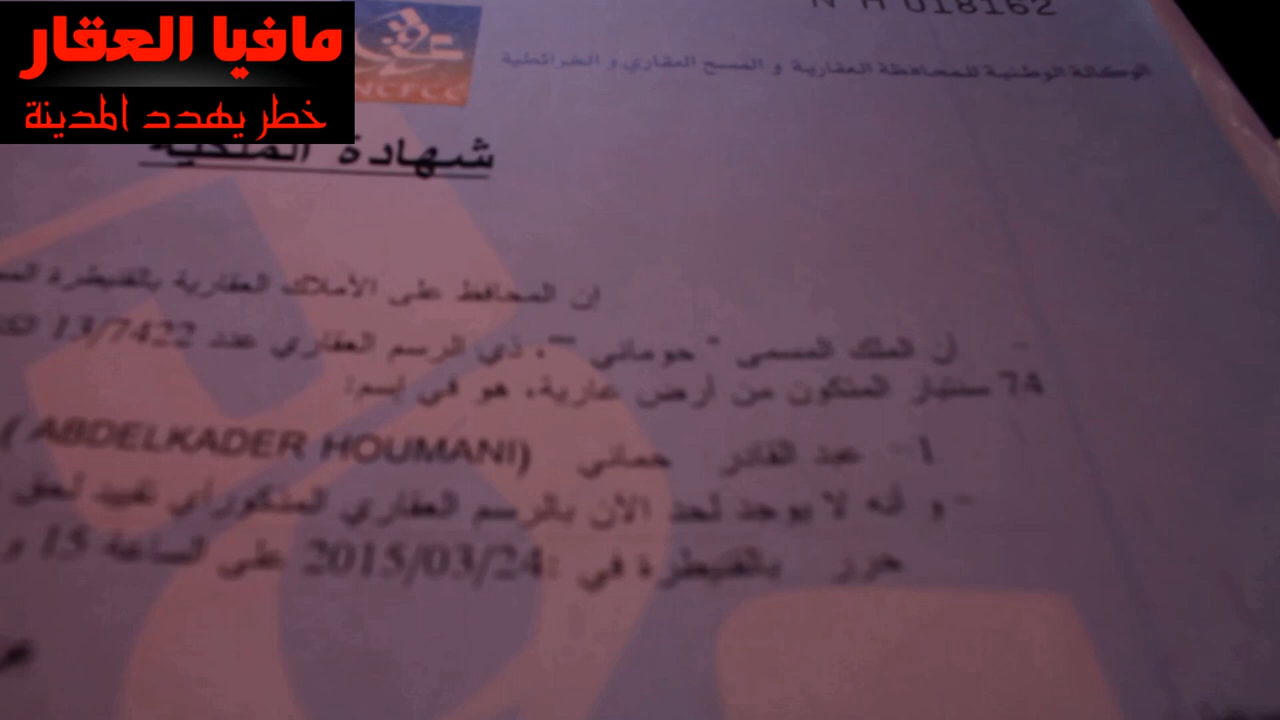 مافيا العقار
خطر يهدد المدينة
N° H 018162
ANCFCC
الوكالة الوطنية للمحافظة العقارية و المسح العقاري و الخرائطية
شهادة الملكية
إن المحافظ على الأملاك العقارية بالقنيطرة
- أن الملك المسمى " حوماني "، ذي الرسم العقاري عدد 13/7422
74 سنتيار المتكون من أرض عارية، هو في إسم:
1- عبد القادر حماني (ABDELKADER HOUMANI )
- و أنه لا يوجد لحد الآن بالرسم العقاري المذكور أي تقييد لحق
حرر بالقنيطرة في :2015/03/24 على الساعة 15 و